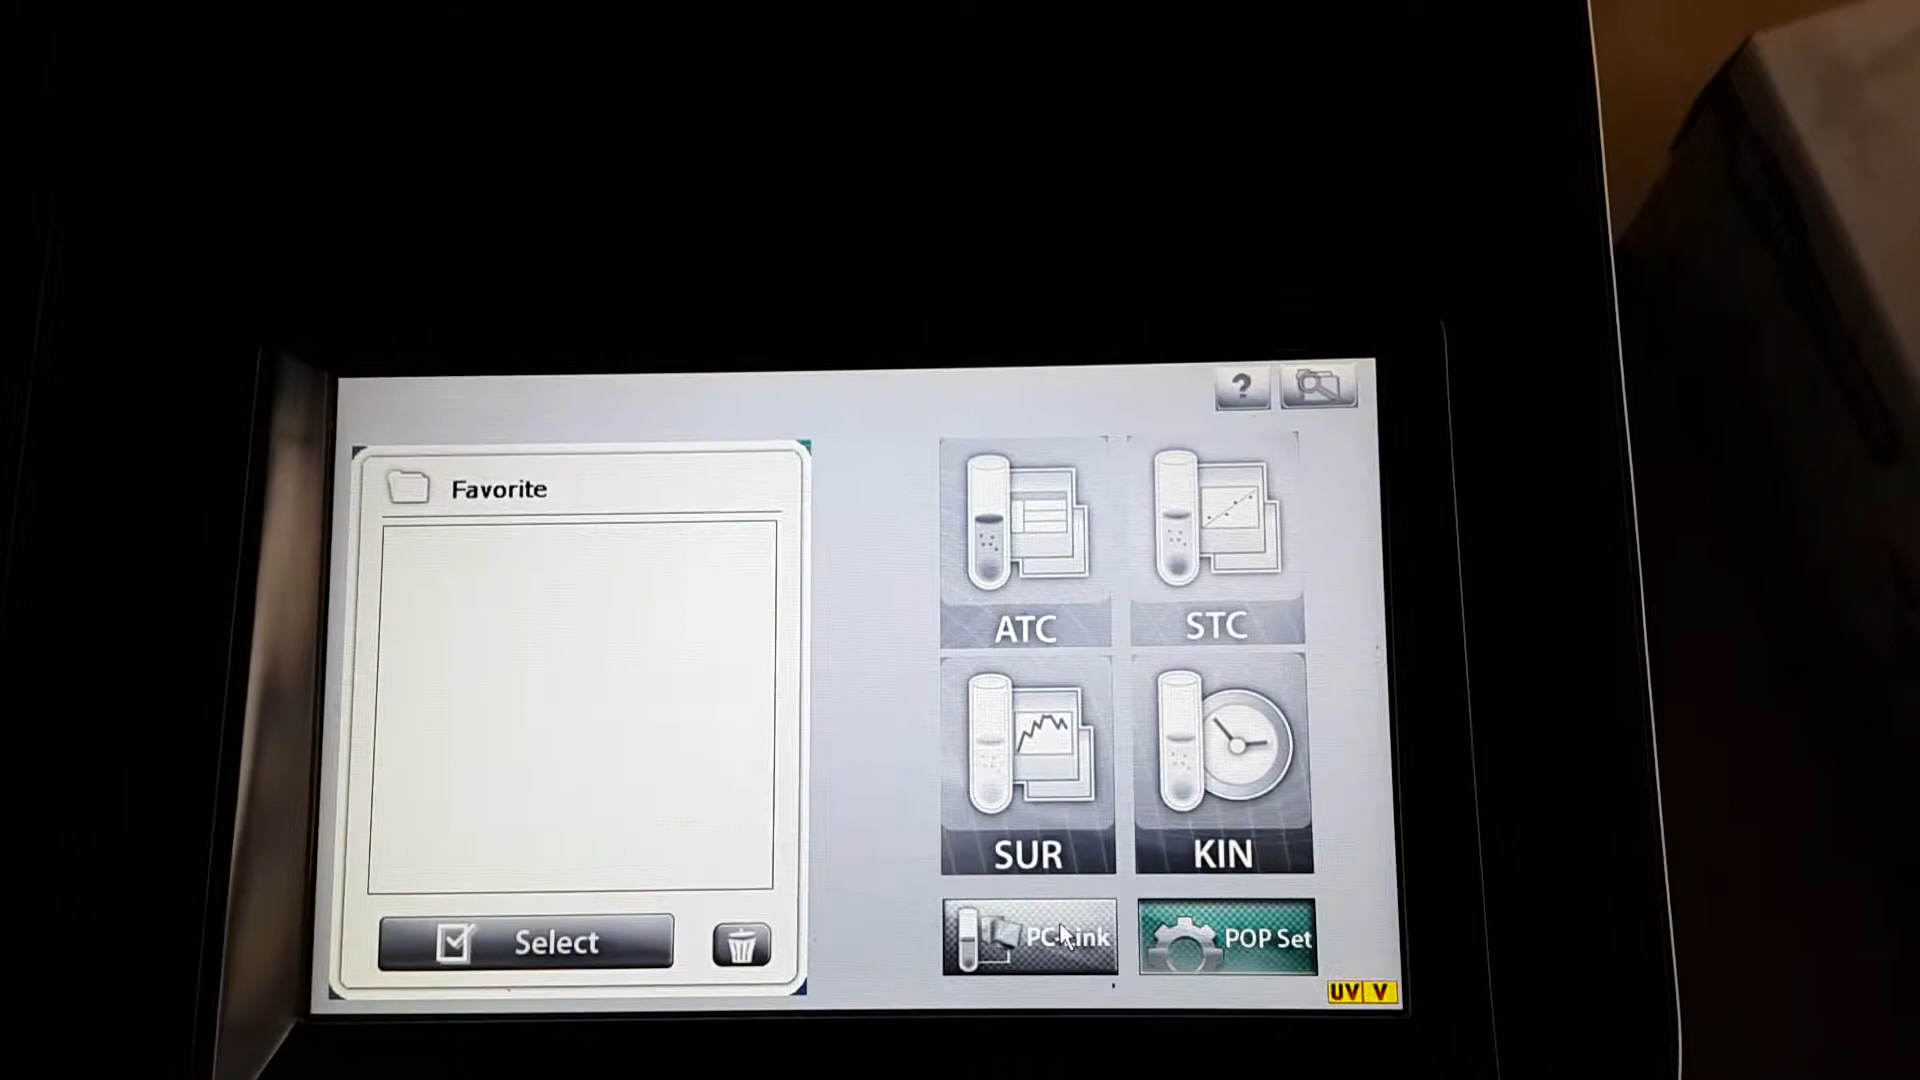 ?
Favorite
ATC
STC
SUR
KIN
Select
PC Link
POP Set
UV V